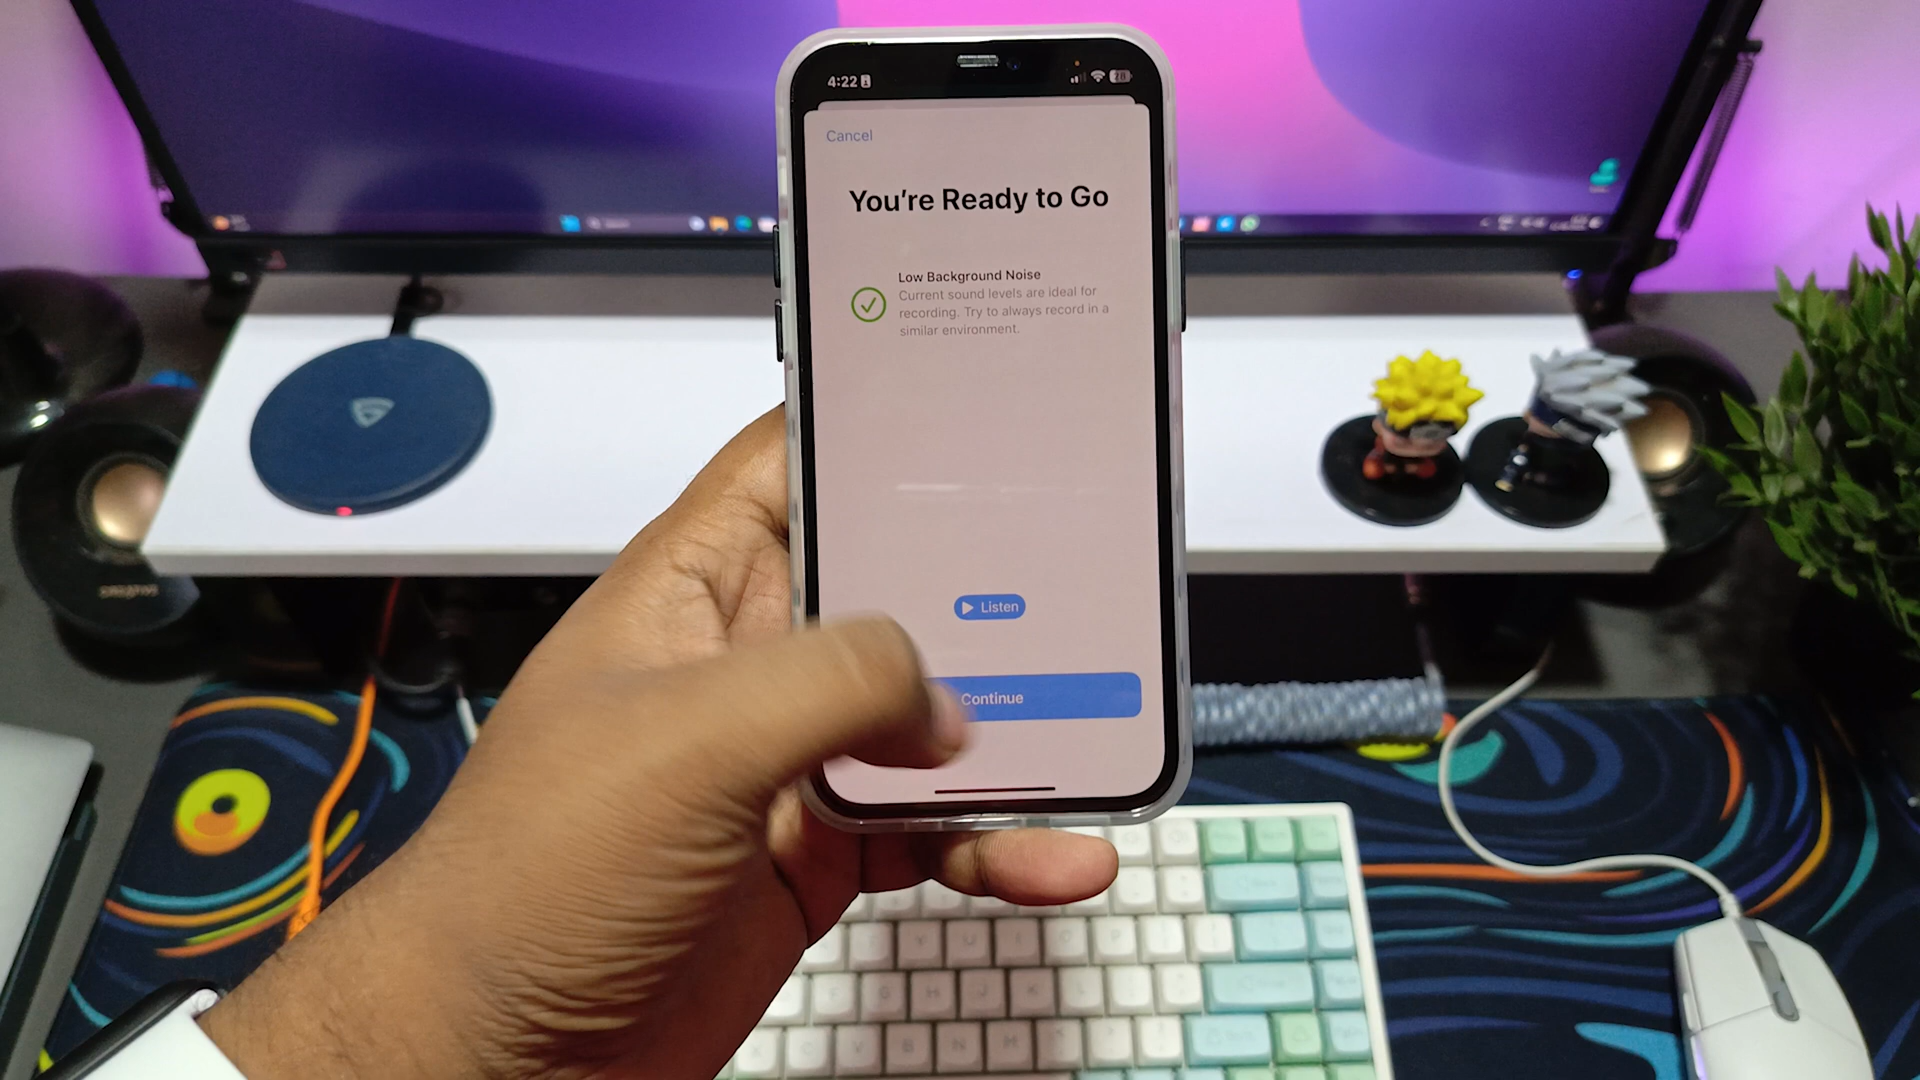 4:22
28
Cancel
You're Ready to Go
Low Background Noise
Current sound levels are ideal for
recording. Try to always record in a
similar environment.
Listen
Continue
Y U I O P
F G H J K L
X C V B N M